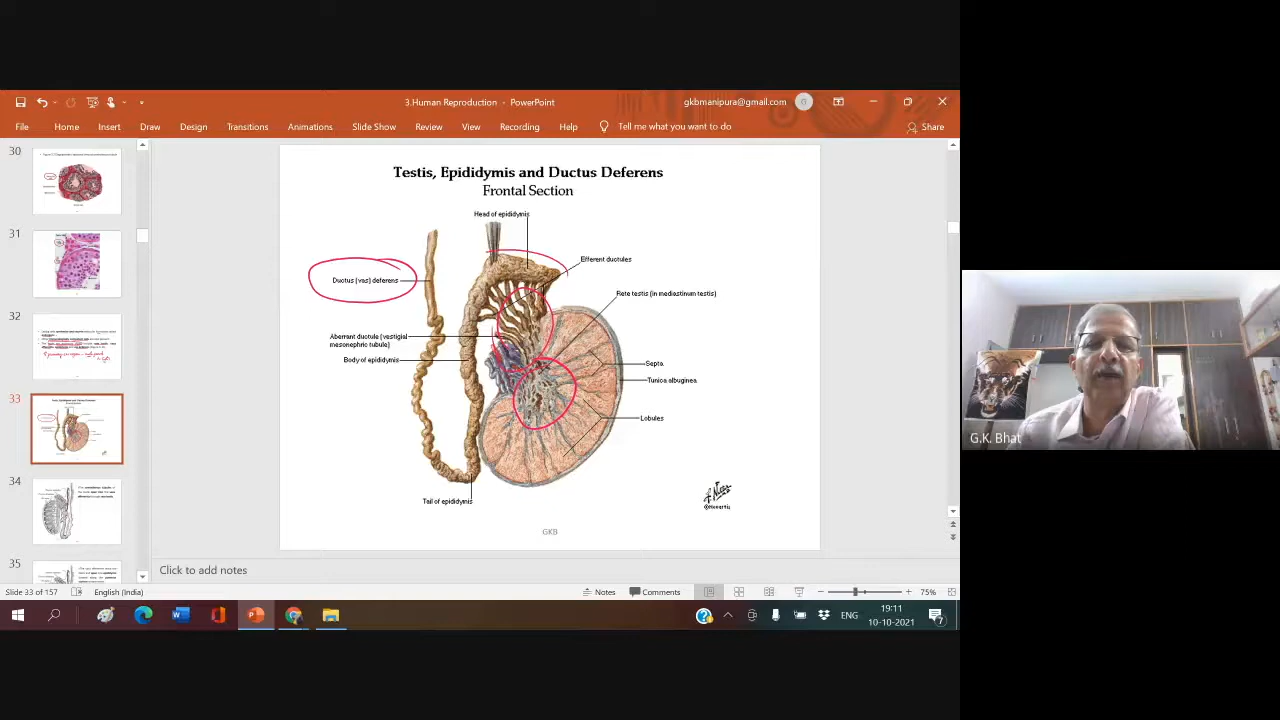 3.Human Reproduction - PowerPoint
gkbmanipura@gmail.com
File Home Insert Draw Design Transitions Animations Slide Show Review View Recording Help Tell me what you want to do Share
30
31
32
33
34
35
Testis, Epididymis and Ductus Deferens
Frontal Section
Head of epididymis
Efferent ductules
Ductus (vas) deferens
Rete testis (in mediastinum testis)
Aberrant ductule (vestigial
mesonephric tubule)
Body of epididymis
Septa
Tunica albuginea
Lobules
Tail of epididymis
GKB
G.K. Bhat
Click to add notes
Slide 33 of 157 English (India) Notes Comments 75%
ENG
19:11
10-10-2021
7